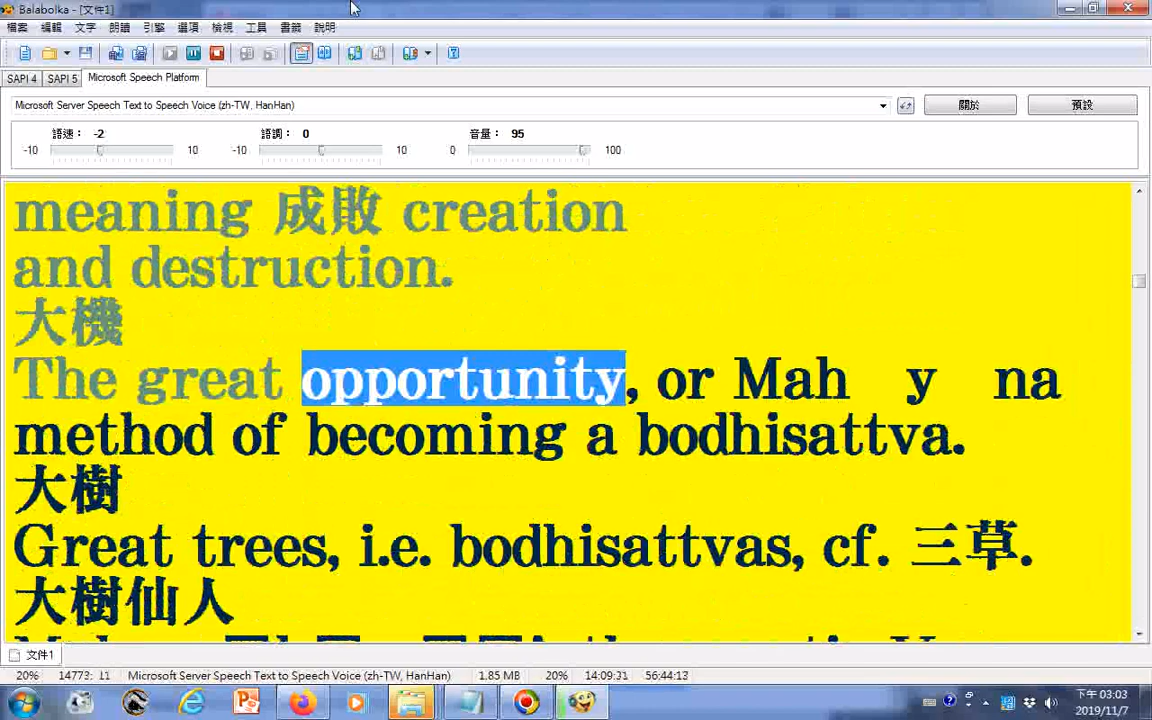 Balabolka - [文件1]
檔案 編輯 文字 朗讀 引擎 選項 檢視 工具 書籤 說明
SAPI 4 SAPI 5 Microsoft Speech Platform
Microsoft Server Speech Text to Speech Voice (zh-TW, HanHan) 關於 預設
語速： -2 語調： 0 音量： 95
-10 10 -10 10 0 100
meaning 成敗 creation
and destruction.
大機
The great opportunity, or Mah y na
method of becoming a bodhisattva.
大樹
Great trees, i.e. bodhisattvas, cf. 三草.
大樹仙人
文件1
20% 14773: 11 Microsoft Server Speech Text to Speech Voice (zh-TW, HanHan) 1.85 MB 20% 14:09:31 56:44:13
下午 03:03
2019/11/7